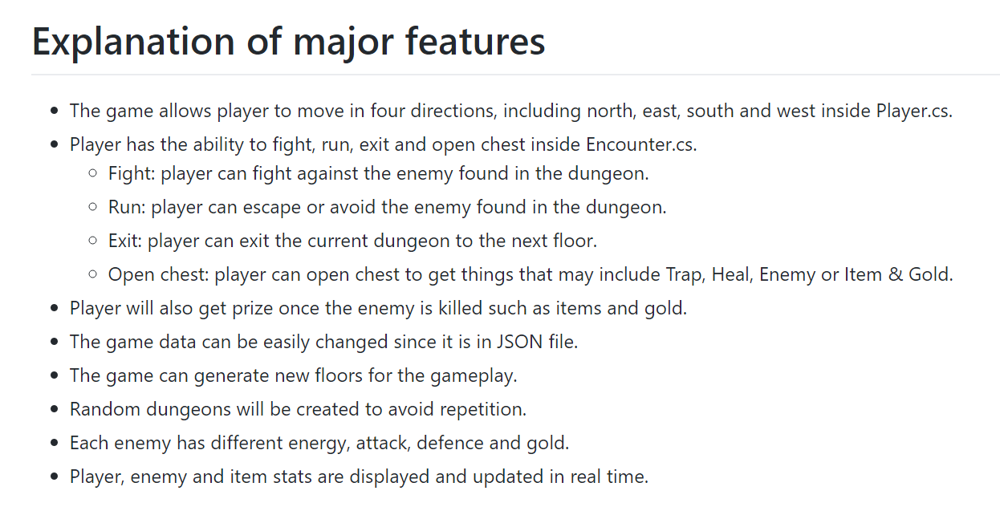 Explanation of major features
The game allows player to move in four directions, including north, east, south and west inside Player.cs.
Player has the ability to fight, run, exit and open chest inside Encounter.cs.
Fight: player can fight against the enemy found in the dungeon.
Run: player can escape or avoid the enemy found in the dungeon.
Exit: player can exit the current dungeon to the next floor.
Open chest: player can open chest to get things that may include Trap, Heal, Enemy or Item & Gold.
Player will also get prize once the enemy is killed such as items and gold.
The game data can be easily changed since it is in JSON file.
The game can generate new floors for the gameplay.
Random dungeons will be created to avoid repetition.
Each enemy has different energy, attack, defence and gold.
Player, enemy and item stats are displayed and updated in real time.